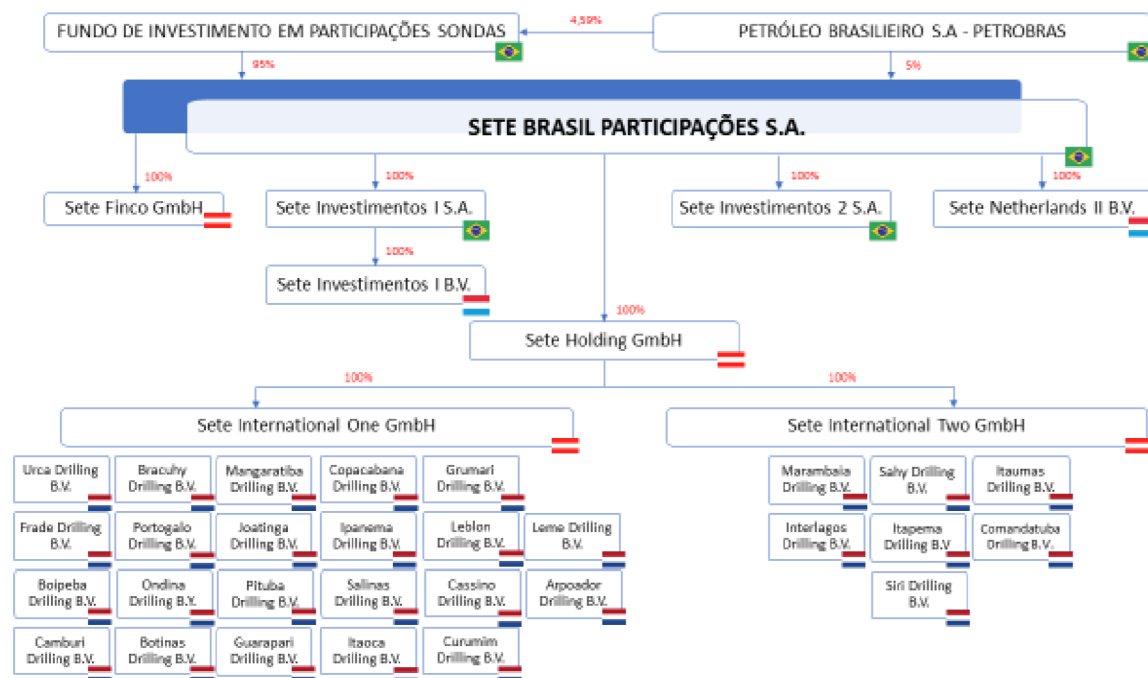 FUNDO DE INVESTIMENTO EM PARTICIPAÇÕES SONDAS
4,59%
PETRÓLEO BRASILIEIRO S.A - PETROBRAS
95%
5%
SETE BRASIL PARTICIPAÇÕES S.A.
100%
100%
100%
100%
Sete Finco GmbH
Sete Investimentos I S.A.
Sete Investimentos 2 S.A.
Sete Netherlands II B.V.
100%
Sete Investimentos I B.V.
100%
Sete Holding GmbH
100%
100%
Sete International One GmbH
Sete International Two GmbH
Urca Drilling
B.V.
Bracuhy
Drilling B.V.
Mangaratiba
Drilling B.V.
Copacabana
Drilling B.V.
Grumari
Drilling B.V.
Marambaia
Drilling B.V.
Sahy Drilling
B.V.
Itaumas
Drilling B.V.
Frade Drilling
B.V.
Portogalo
Drilling B.V.
Joatinga
Drilling B.V.
Ipanema
Drilling B.V.
Leblon
Drilling B.V.
Leme Drilling
B.V.
Interlagos
Drilling B.V.
Itapema
Drilling B.V
Comandatuba
Drilling B.V.
Boipeba
Drilling B.V.
Ondina
Drilling B.V.
Pituba
Drilling B.V.
Salinas
Drilling B.V.
Cassino
Drilling B.V.
Arpoador
Drilling B.V.
Siri Drilling
B.V.
Camburi
Drilling B.V.
Botinas
Drilling B.V.
Guarapari
Drilling B.V.
Itaoca
Drilling B.V.
Curumim
Drilling B.V.